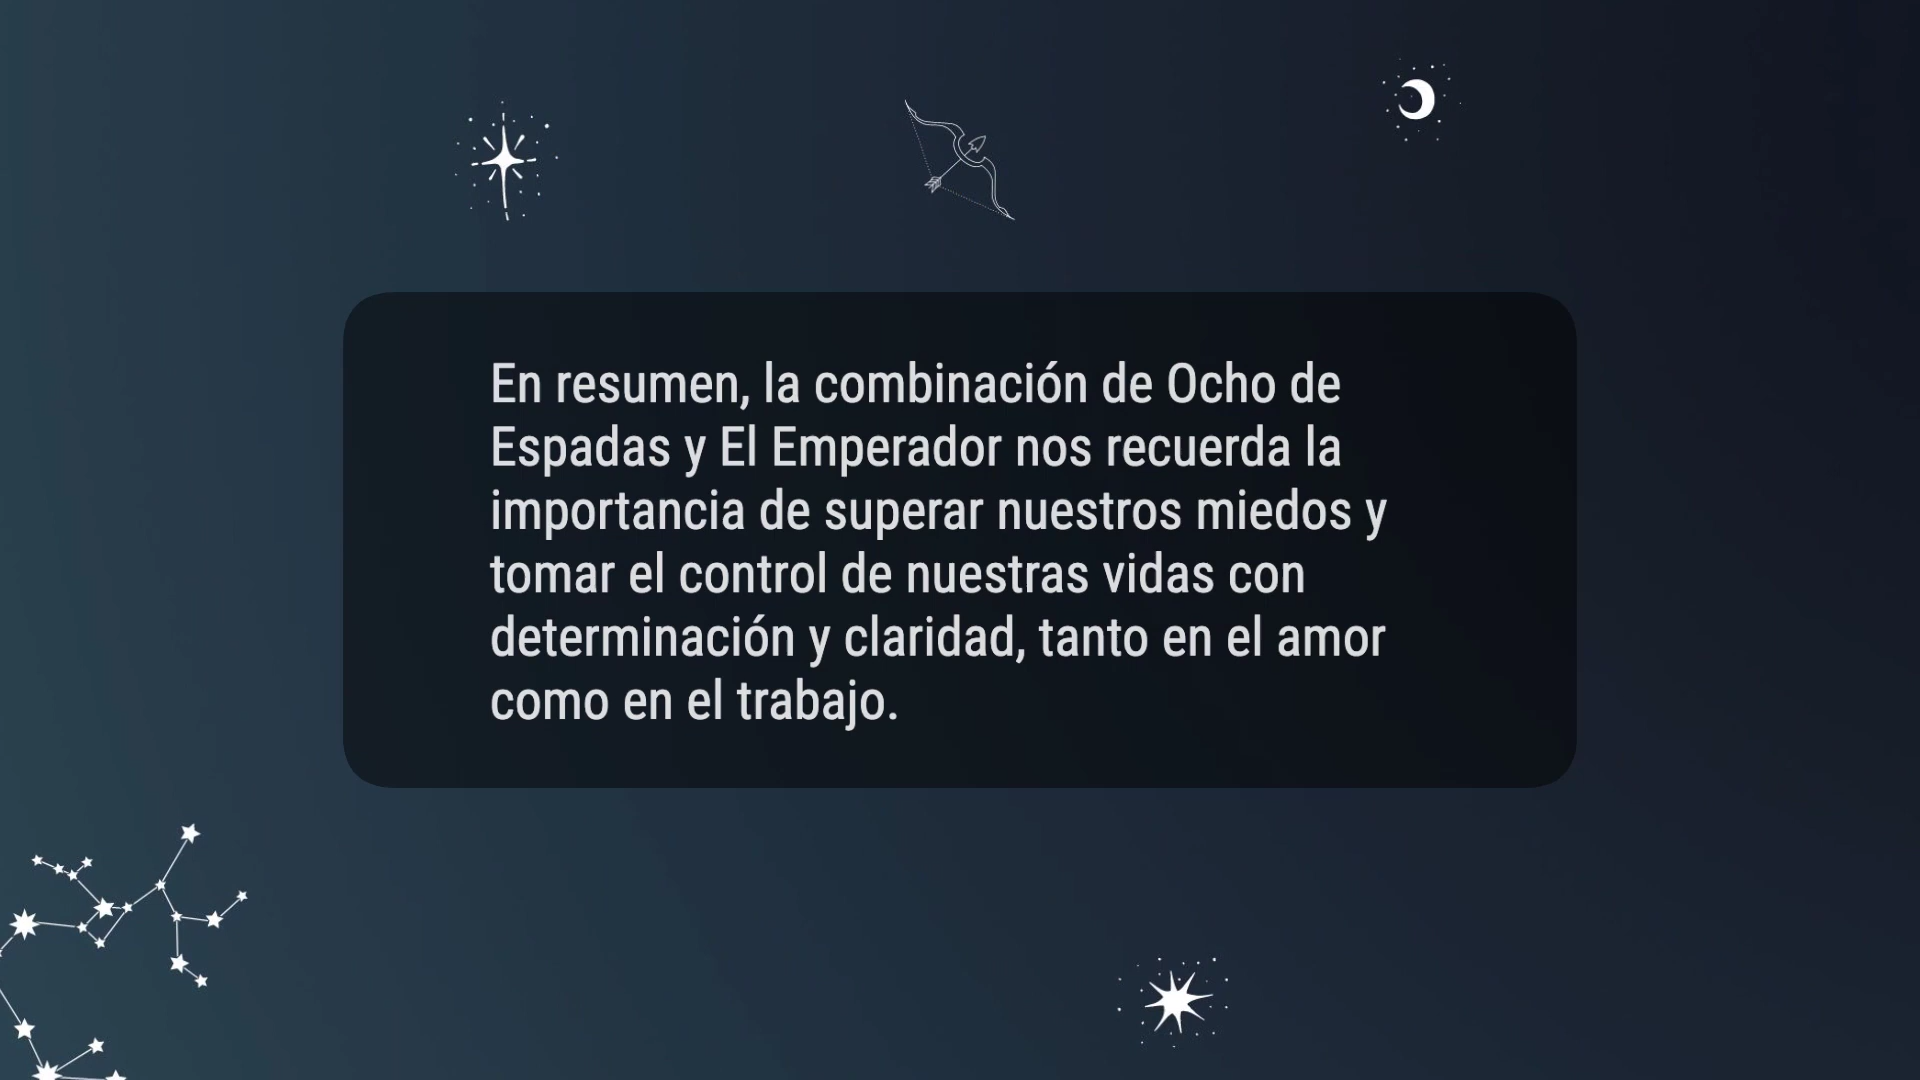 En resumen, la combinación de Ocho de
Espadas y El Emperador nos recuerda la
importancia de superar nuestros miedos y
tomar el control de nuestras vidas con
determinación y claridad, tanto en el amor
como en el trabajo.